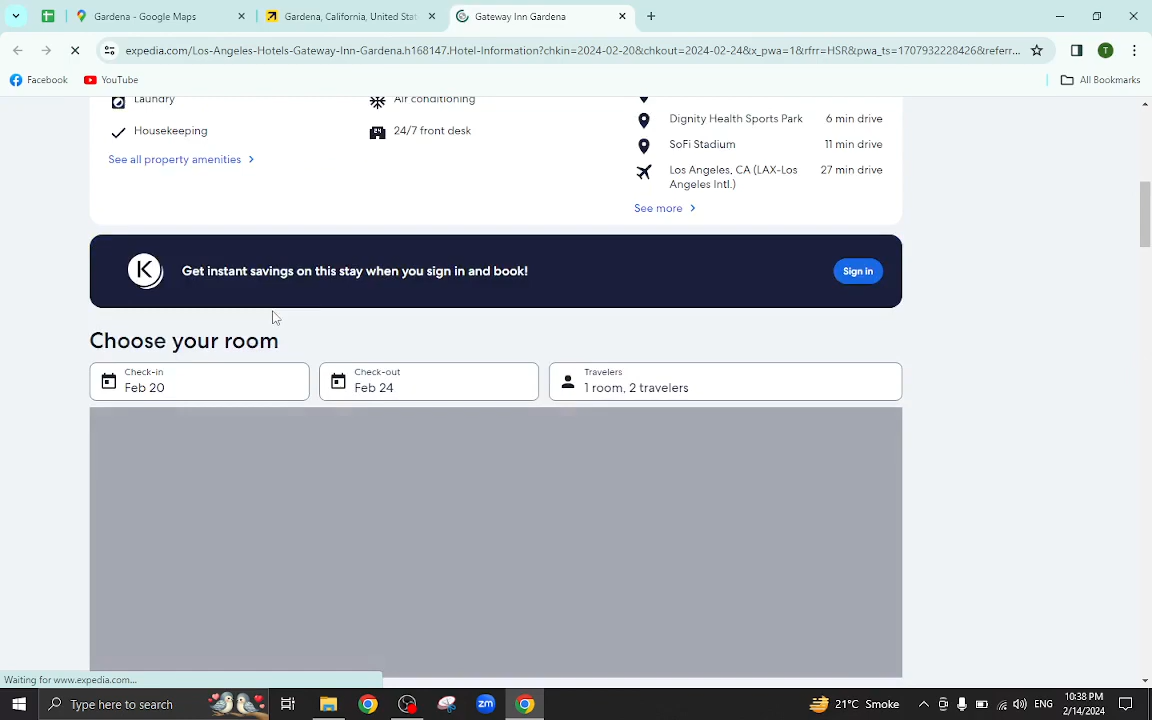 Gardena - Google Maps
Gardena, California, United Stat
Gateway Inn Gardena
expedia.com/Los-Angeles-Hotels-Gateway-Inn-Gardena.h168147.Hotel-Information?chkin=2024-02-20&chkout=2024-02-24&x_pwa=1&rfrr=HSR&pwa_ts=1707932228426&referr...
Facebook
YouTube
All Bookmarks
Laundry
Air conditioning
Dignity Health Sports Park 6 min drive
Housekeeping
24/7 front desk
SoFi Stadium 11 min drive
See all property amenities
Los Angeles, CA (LAX-Los 27 min drive
Angeles Intl.)
See more
K
Get instant savings on this stay when you sign in and book!
Sign in
Choose your room
Check-in
Feb 20
Check-out
Feb 24
Travelers
1 room, 2 travelers
Waiting for www.expedia.com...
Type here to search
zm
21°C Smoke
ENG
10:38 PM
2/14/2024
T